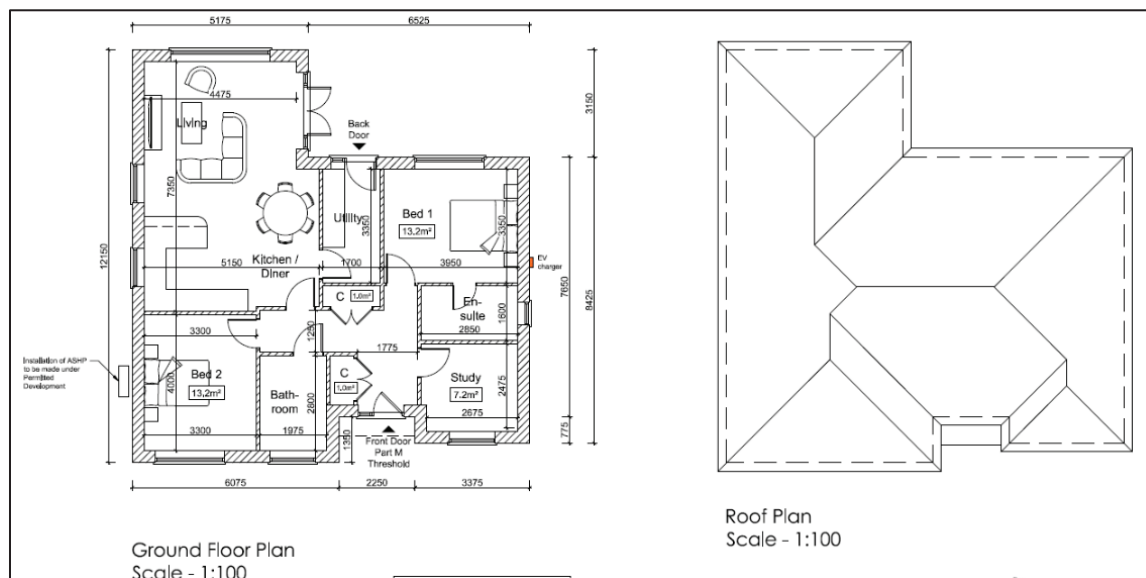 5175
6525
4475
Living
Back
Door
3150
7350
12150
Utility
3350
Bed 1
13.2m²
3350
Kitchen /
Diner
5150
1700
3950
EV
charger
7650
8425
C
1.0m²
En-
suite
1600
2850
3300
1250
1775
Installation of ASHP
to be made under
Permitted
Development
4000
Bed 2
13.2m²
Bath-
room
2800
C
1.0m²
Study
7.2m²
2475
2675
3300
1975
1350
Front Door
Part M
Threshold
775
6075
2250
3375
Ground Floor Plan
Scale - 1:100
Roof Plan
Scale - 1:100